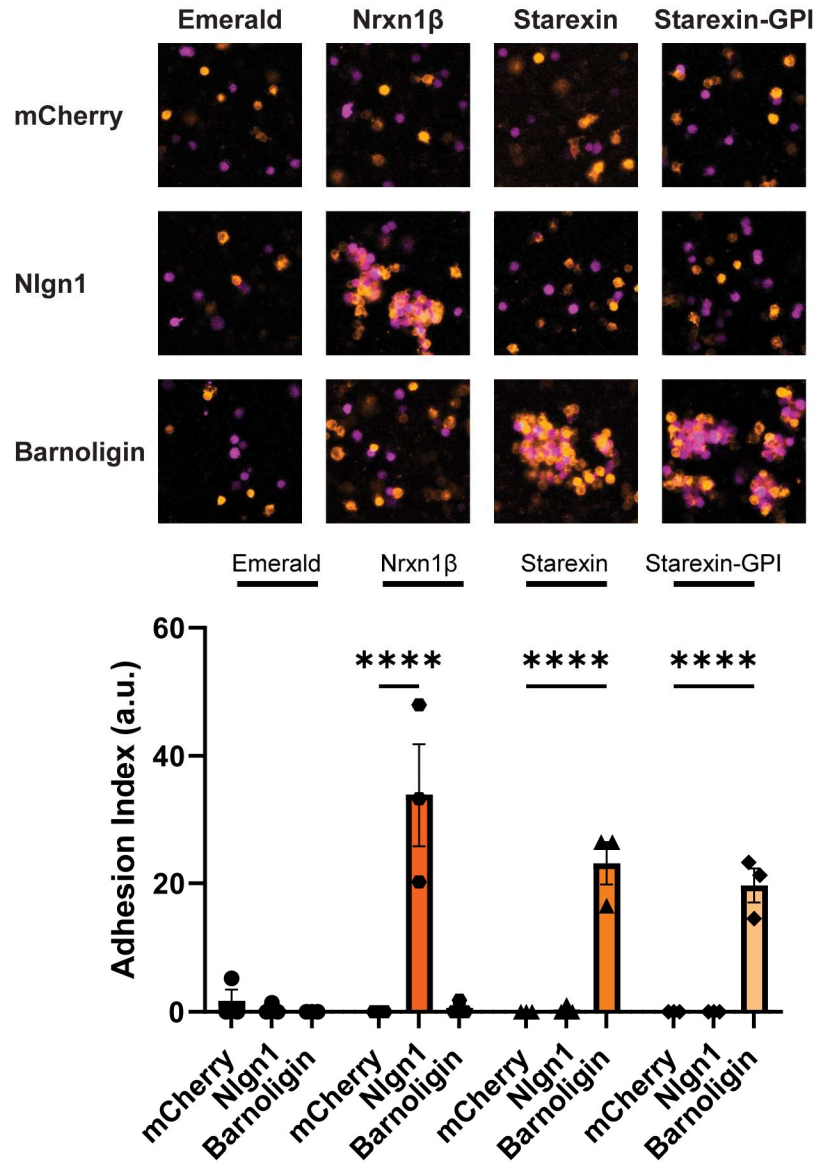 Emerald Nrxn1β Starexin Starexin-GPI
mCherry
Nlgn1
Barnoligin
Emerald Nrxn1β Starexin Starexin-GPI
60
**** **** ****
40
Adhesion Index (a.u.)
20
0
mCherry Nlgn1 Barnoligin mCherry Nlgn1 Barnoligin mCherry Nlgn1 Barnoligin mCherry Nlgn1 Barnoligin